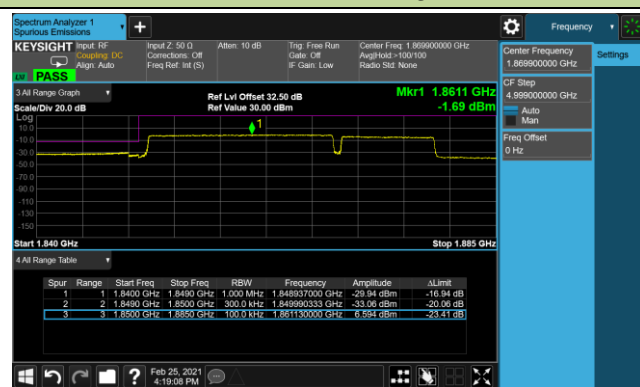 Spectrum Analyzer 1
Spurious Emissions
Frequency
KEYSIGHT
Input: RF
Coupling: DC
Align: Auto
Input Z: 50 Ω
Corrections: Off
Freq Ref: Int (S)
Atten: 10 dB
Trig: Free Run
Gate: Off
IF Gain: Low
Center Freq: 1.869900000 GHz
Avg|Hold:>100/100
Radio Std: None
LW PASS
Center Frequency
1.869900000 GHz
Settings
CF Step
4.999000000 GHz
Auto
Man
Freq Offset
0 Hz
3 All Range Graph
Scale/Div 20.0 dB
Ref Lvl Offset 32.50 dB
Ref Value 30.00 dBm
Mkr1 1.8611 GHz
-1.69 dBm
Log
10.0
-10.0
-30.0
-50.0
-70.0
-90.0
-110
-130
-150
1
Start 1.840 GHz
Stop 1.885 GHz
4 All Range Table
Spur Range Start Freq Stop Freq RBW Frequency Amplitude ΔLimit
1 1 1.8400 GHz 1.8490 GHz 1.000 MHz 1.848937000 GHz -29.94 dBm -16.94 dB
2 2 1.8490 GHz 1.8500 GHz 300.0 kHz 1.849990333 GHz -33.06 dBm -20.06 dB
3 3 1.8500 GHz 1.8850 GHz 100.0 kHz 1.861130000 GHz 6.594 dBm -23.41 dB
Feb 25, 2021
4:19:08 PM